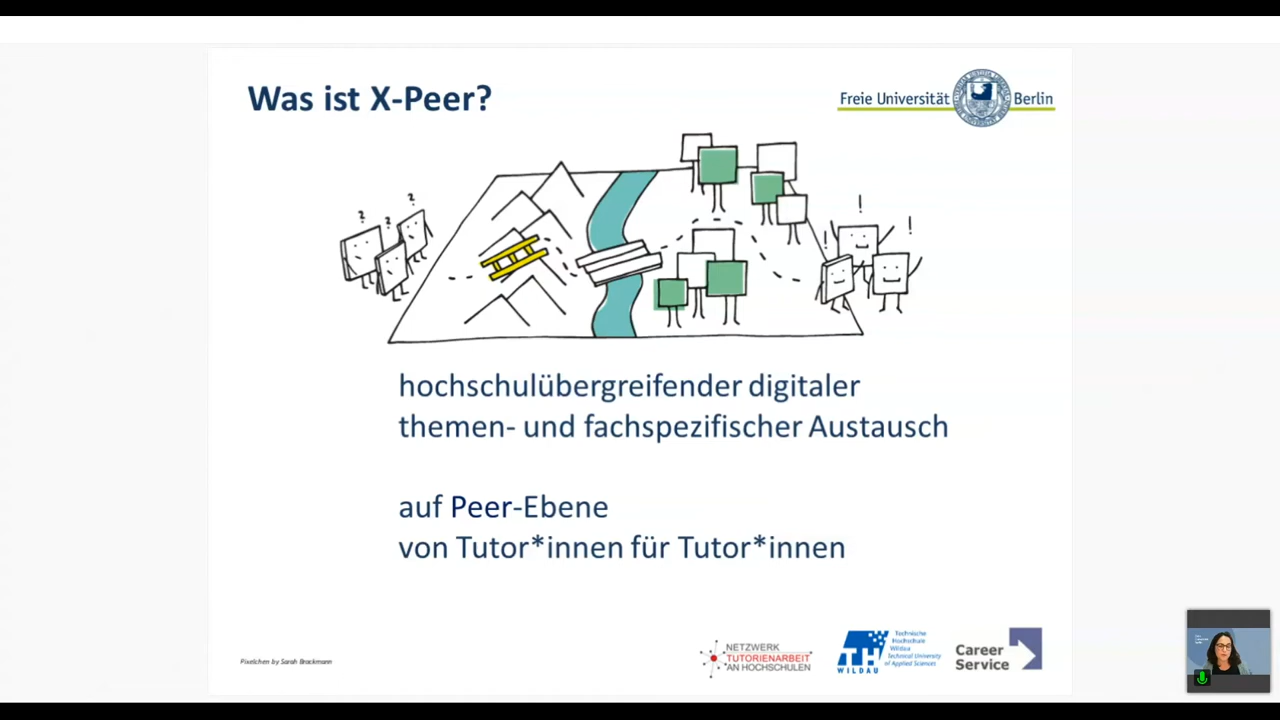 Was ist X-Peer?
Freie Universität Berlin
? ? ?
! ! !
hochschulübergreifender digitaler
themen- und fachspezifischer Austausch
auf Peer-Ebene
von Tutor*innen für Tutor*innen
Pixelchen by Sarah Brockmann
NETZWERK
TUTORIENARBEIT
AN HOCHSCHULEN
TH
WILDAU
Technische
Hochschule
Wildau
Technical University
of Applied Sciences
Career
Service